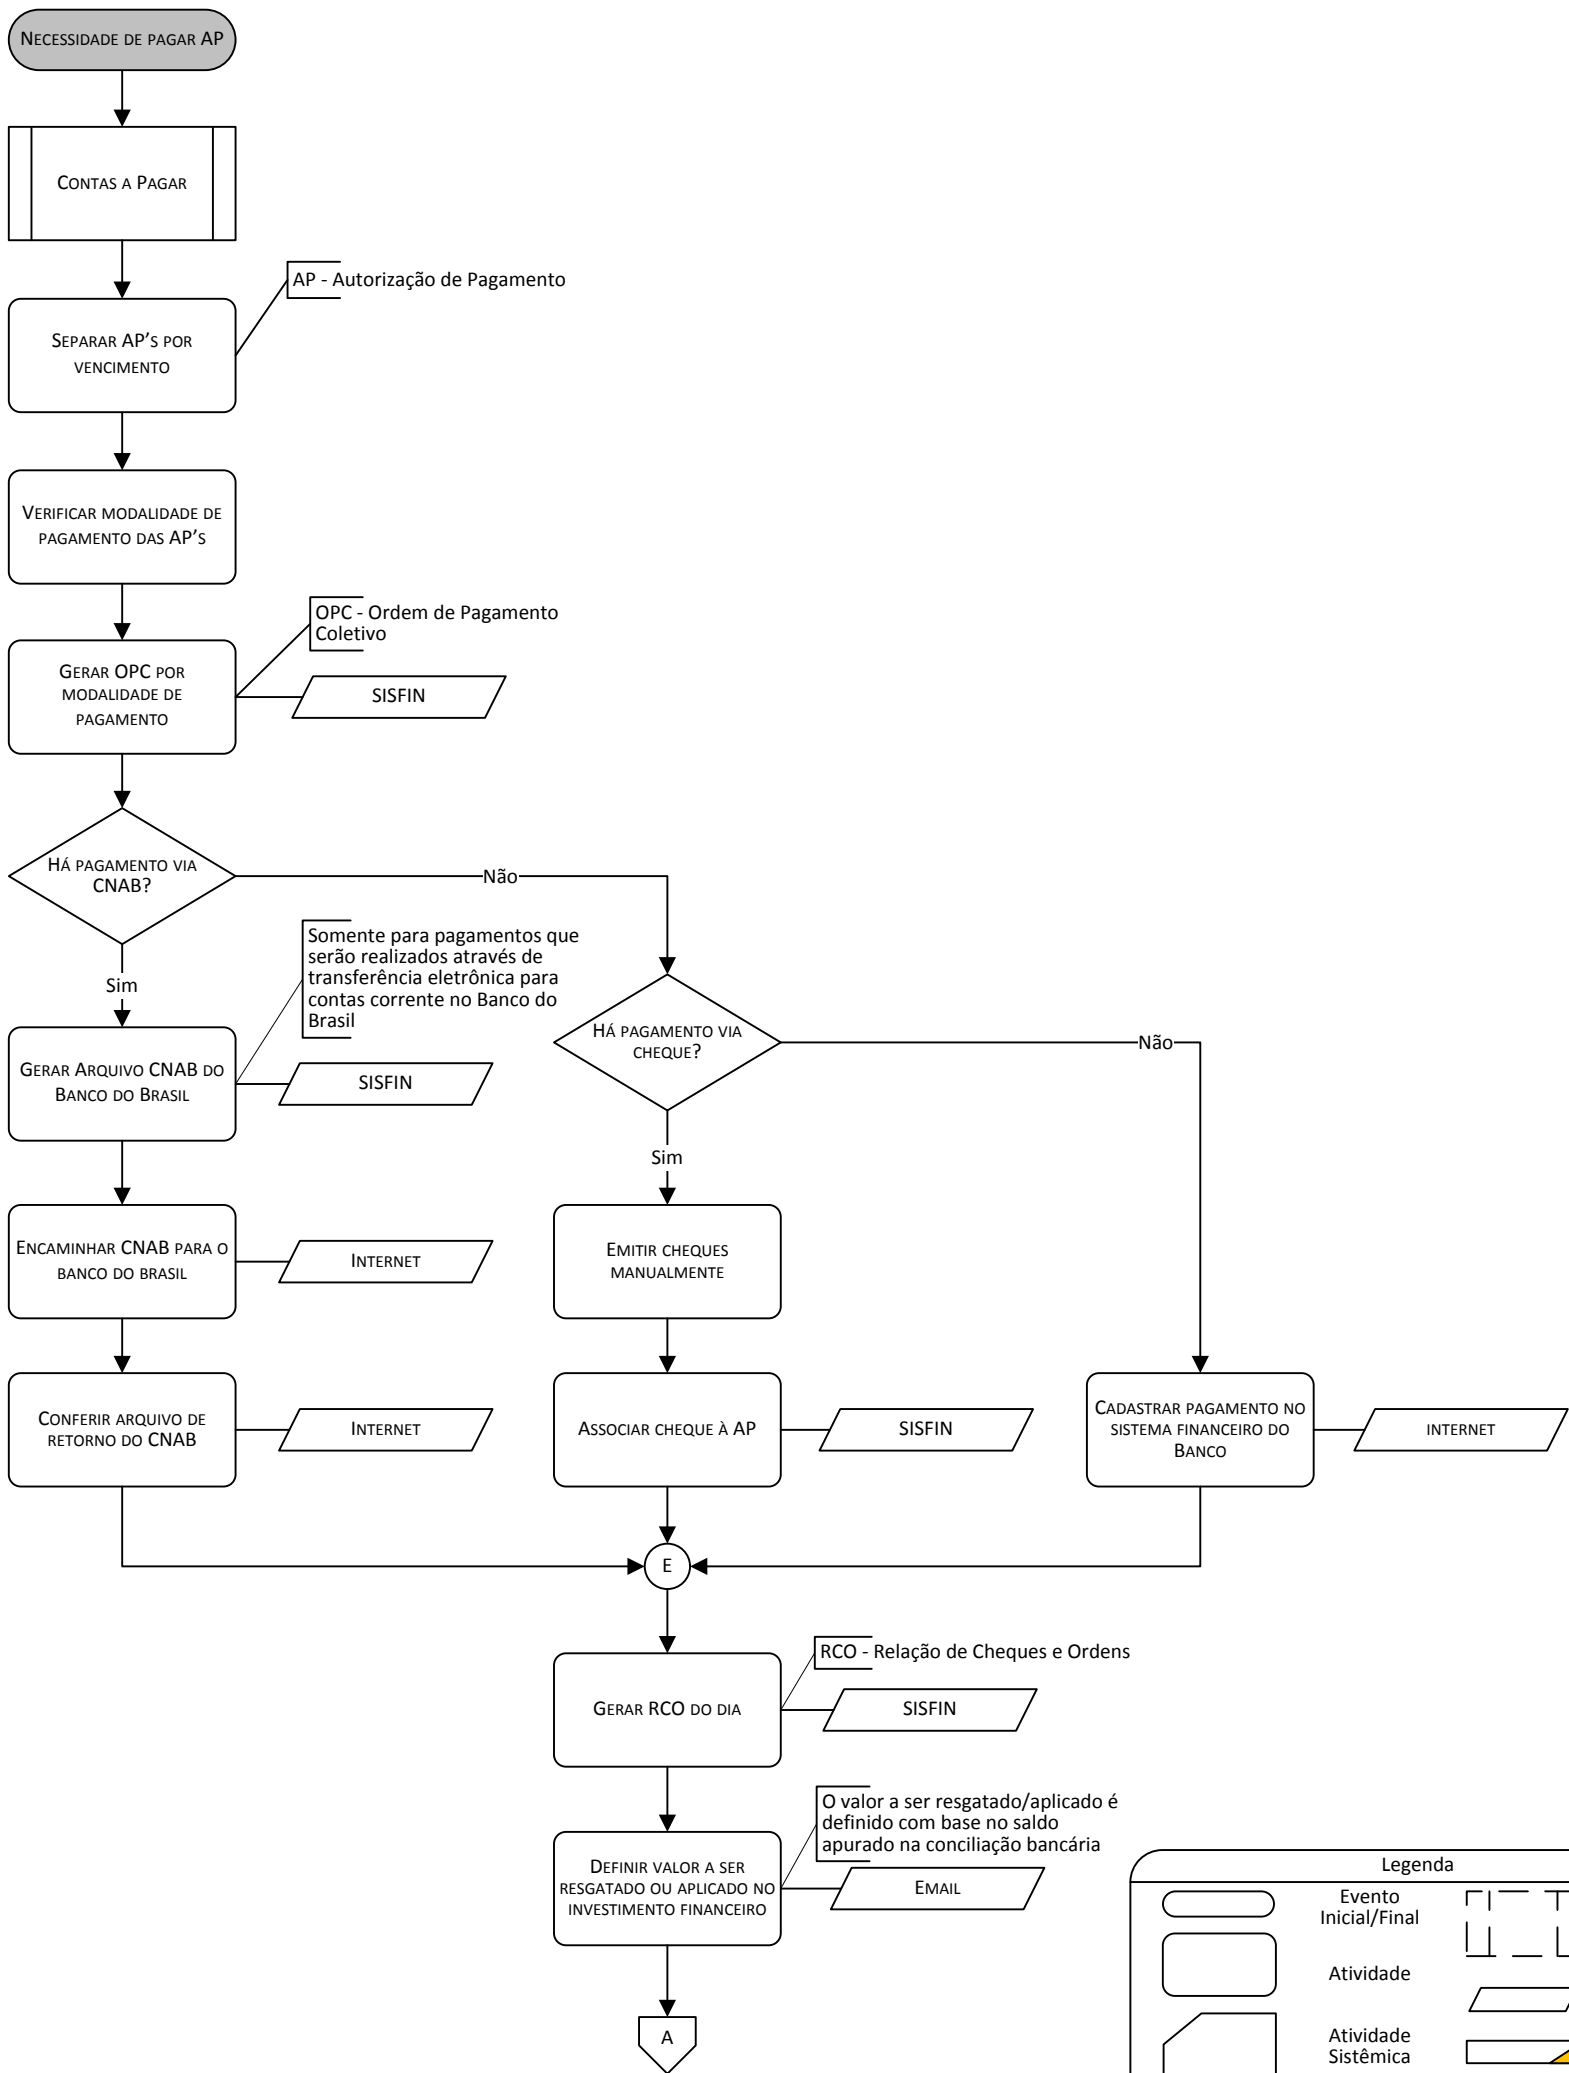 NECESSIDADE DE PAGAR AP
CONTAS A PAGAR
AP - Autorização de Pagamento
SEPARAR AP'S POR
VENCIMENTO
VERIFICAR MODALIDADE DE
PAGAMENTO DAS AP'S
OPC - Ordem de Pagamento
Coletivo
GERAR OPC POR
MODALIDADE DE
PAGAMENTO
SISFIN
HÁ PAGAMENTO VIA
CNAB?
Não
Sim
Somente para pagamentos que
serão realizados através de
transferência eletrônica para
contas corrente no Banco do
Brasil
HÁ PAGAMENTO VIA
CHEQUE?
Não
Sim
GERAR ARQUIVO CNAB DO
BANCO DO BRASIL
SISFIN
ENCAMINHAR CNAB PARA O
BANCO DO BRASIL
INTERNET
EMITIR CHEQUES
MANUALMENTE
CONFERIR ARQUIVO DE
RETORNO DO CNAB
INTERNET
ASSOCIAR CHEQUE À AP
SISFIN
CADASTRAR PAGAMENTO NO
SISTEMA FINANCEIRO DO
BANCO
INTERNET
E
RCO - Relação de Cheques e Ordens
GERAR RCO DO DIA
SISFIN
O valor a ser resgatado/aplicado é
definido com base no saldo
apurado na conciliação bancária
DEFINIR VALOR A SER
RESGATADO OU APLICADO NO
INVESTIMENTO FINANCEIRO
EMAIL
A
Legenda
Evento
Inicial/Final
Atividade
Atividade
Sistêmica